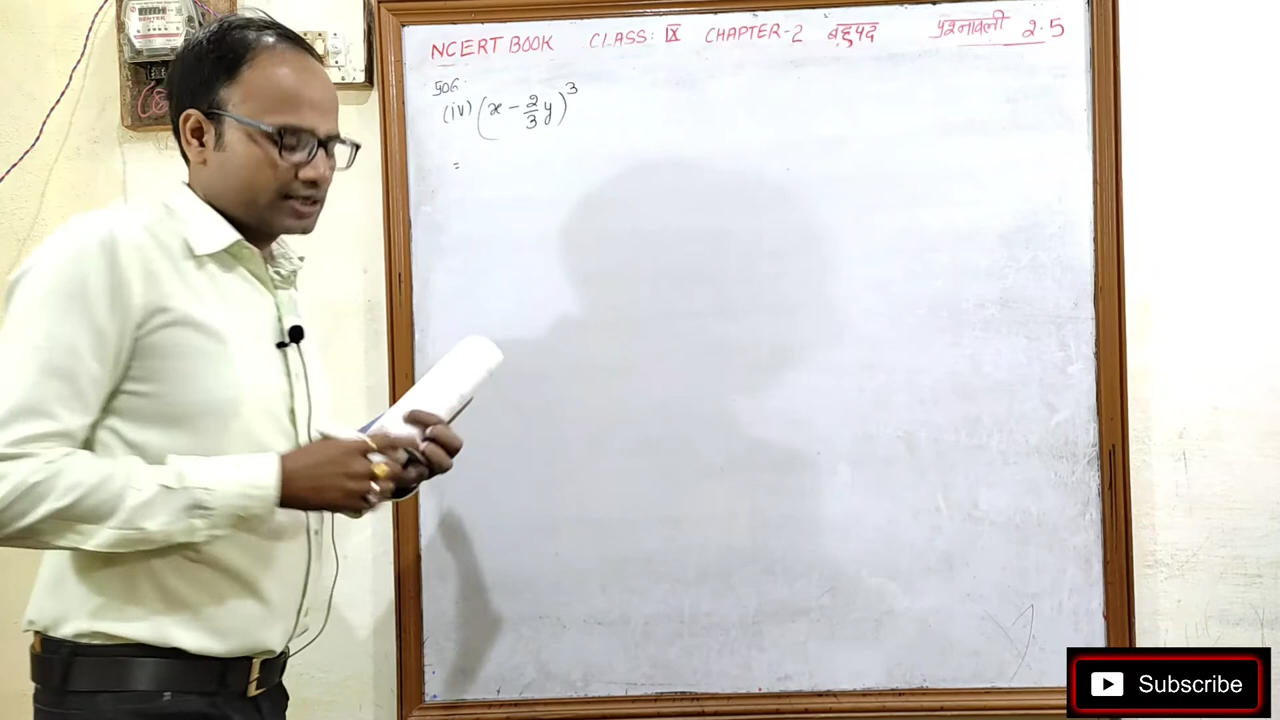 NCERT BOOK CLASS: IX CHAPTER-2 बहुपद प्रश्नावली 2.5
(iv) (x - 2/3 y)^3
=
Subscribe